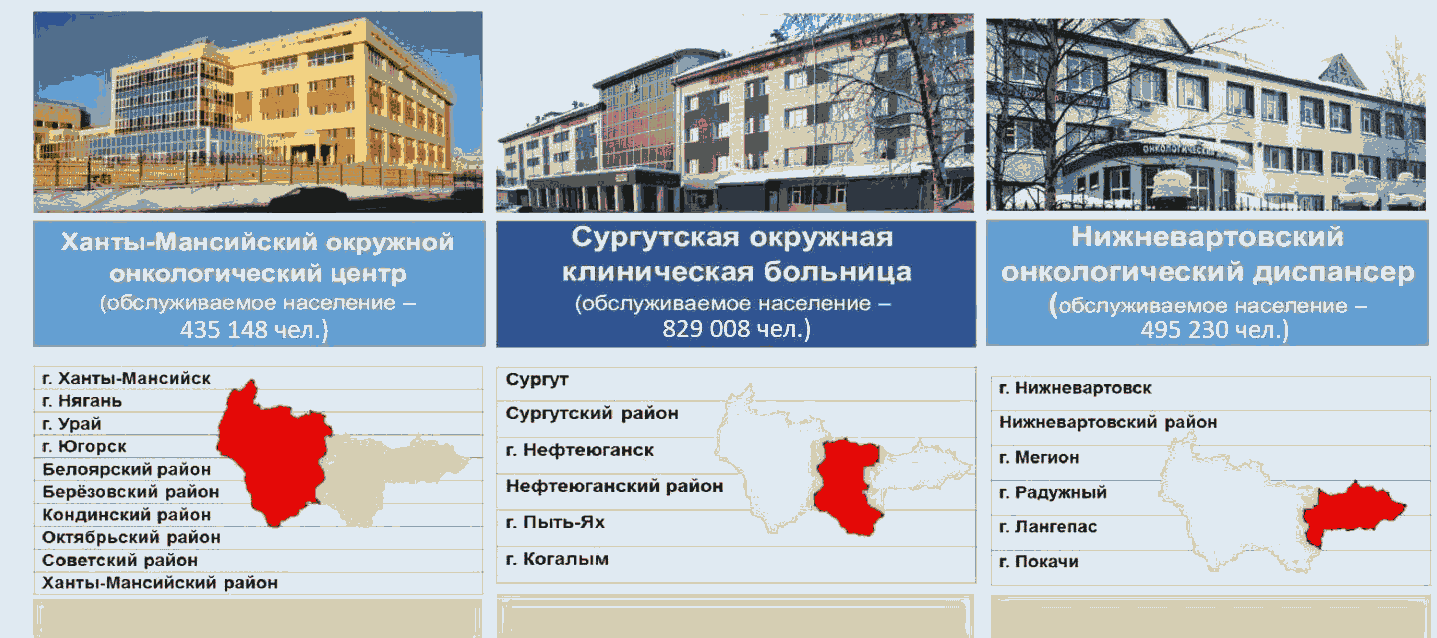 ОНКОЛОГИЧЕСКИЙ
Ханты-Мансийский окружной
онкологический центр
(обслуживаемое население –
435 148 чел.)
Сургутская окружная
клиническая больница
(обслуживаемое население –
829 008 чел.)
Нижневартовский
онкологический диспансер
(обслуживаемое население –
495 230 чел.)
г. Ханты-Мансийск
г. Нягань
г. Урай
г. Югорск
Белоярский район
Берёзовский район
Кондинский район
Октябрьский район
Советский район
Ханты-Мансийский район
Сургут
Сургутский район
г. Нефтеюганск
Нефтеюганский район
г. Пыть-Ях
г. Когалым
г. Нижневартовск
Нижневартовский район
г. Мегион
г. Радужный
г. Лангепас
г. Покачи